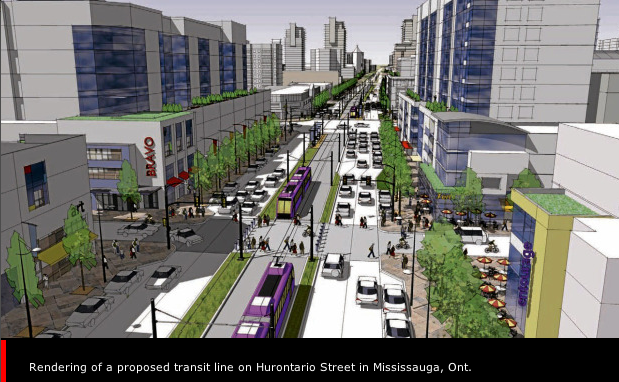 BRAVO
Rendering of a proposed transit line on Hurontario Street in Mississauga, Ont.